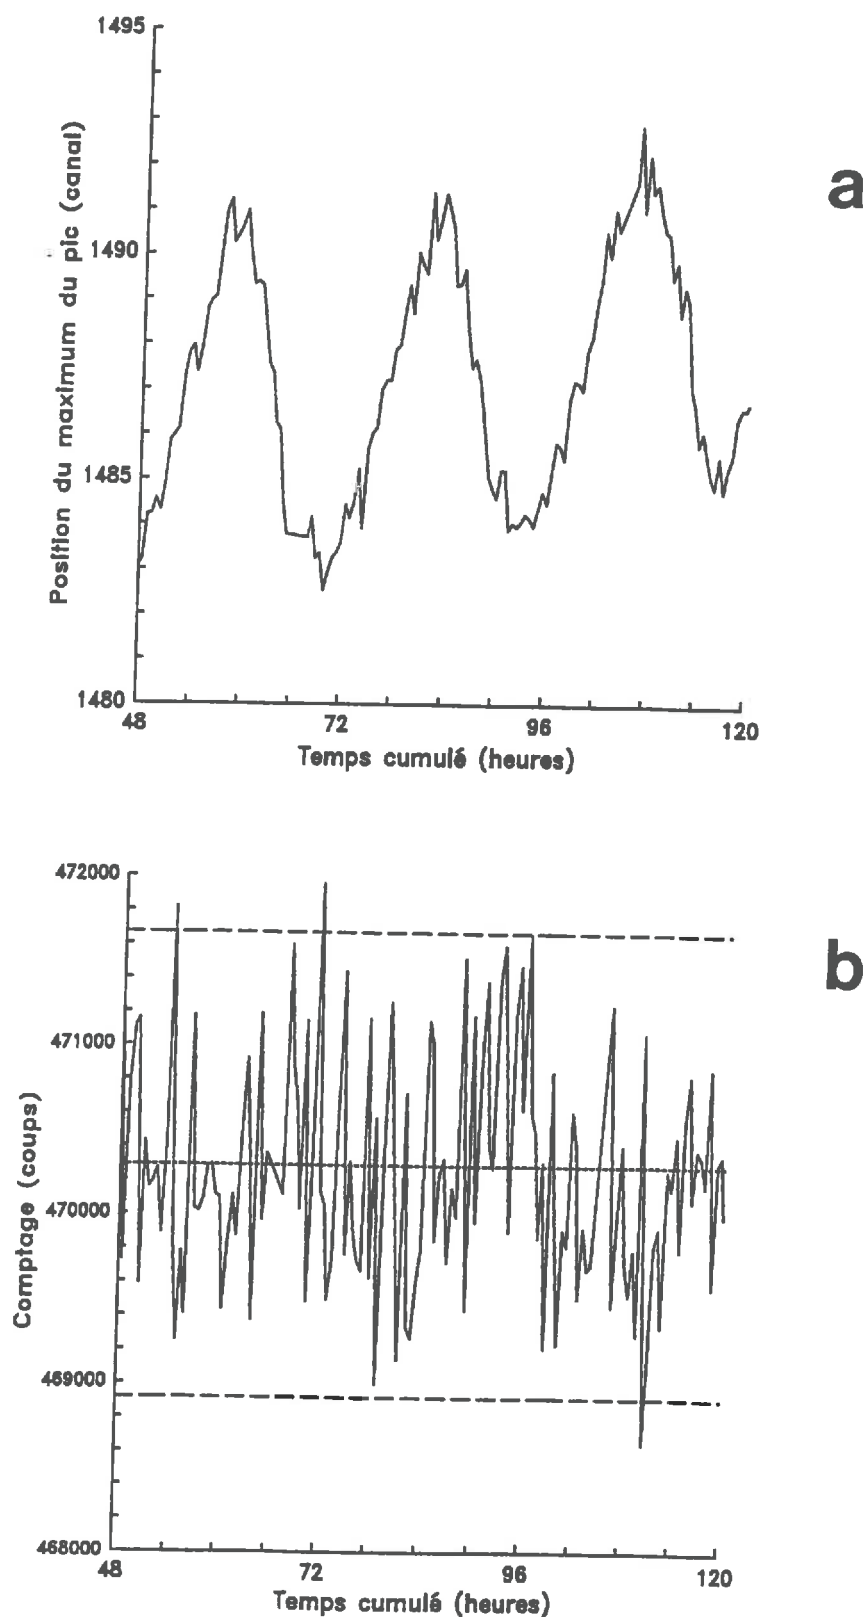 1495
a
Position du maximum du pic (canal)
1490
1485
1480
48 72 96 120
Temps cumulé (heures)
472000
b
471000
Comptage (coups)
470000
469000
468000
48 72 96 120
Temps cumulé (heures)